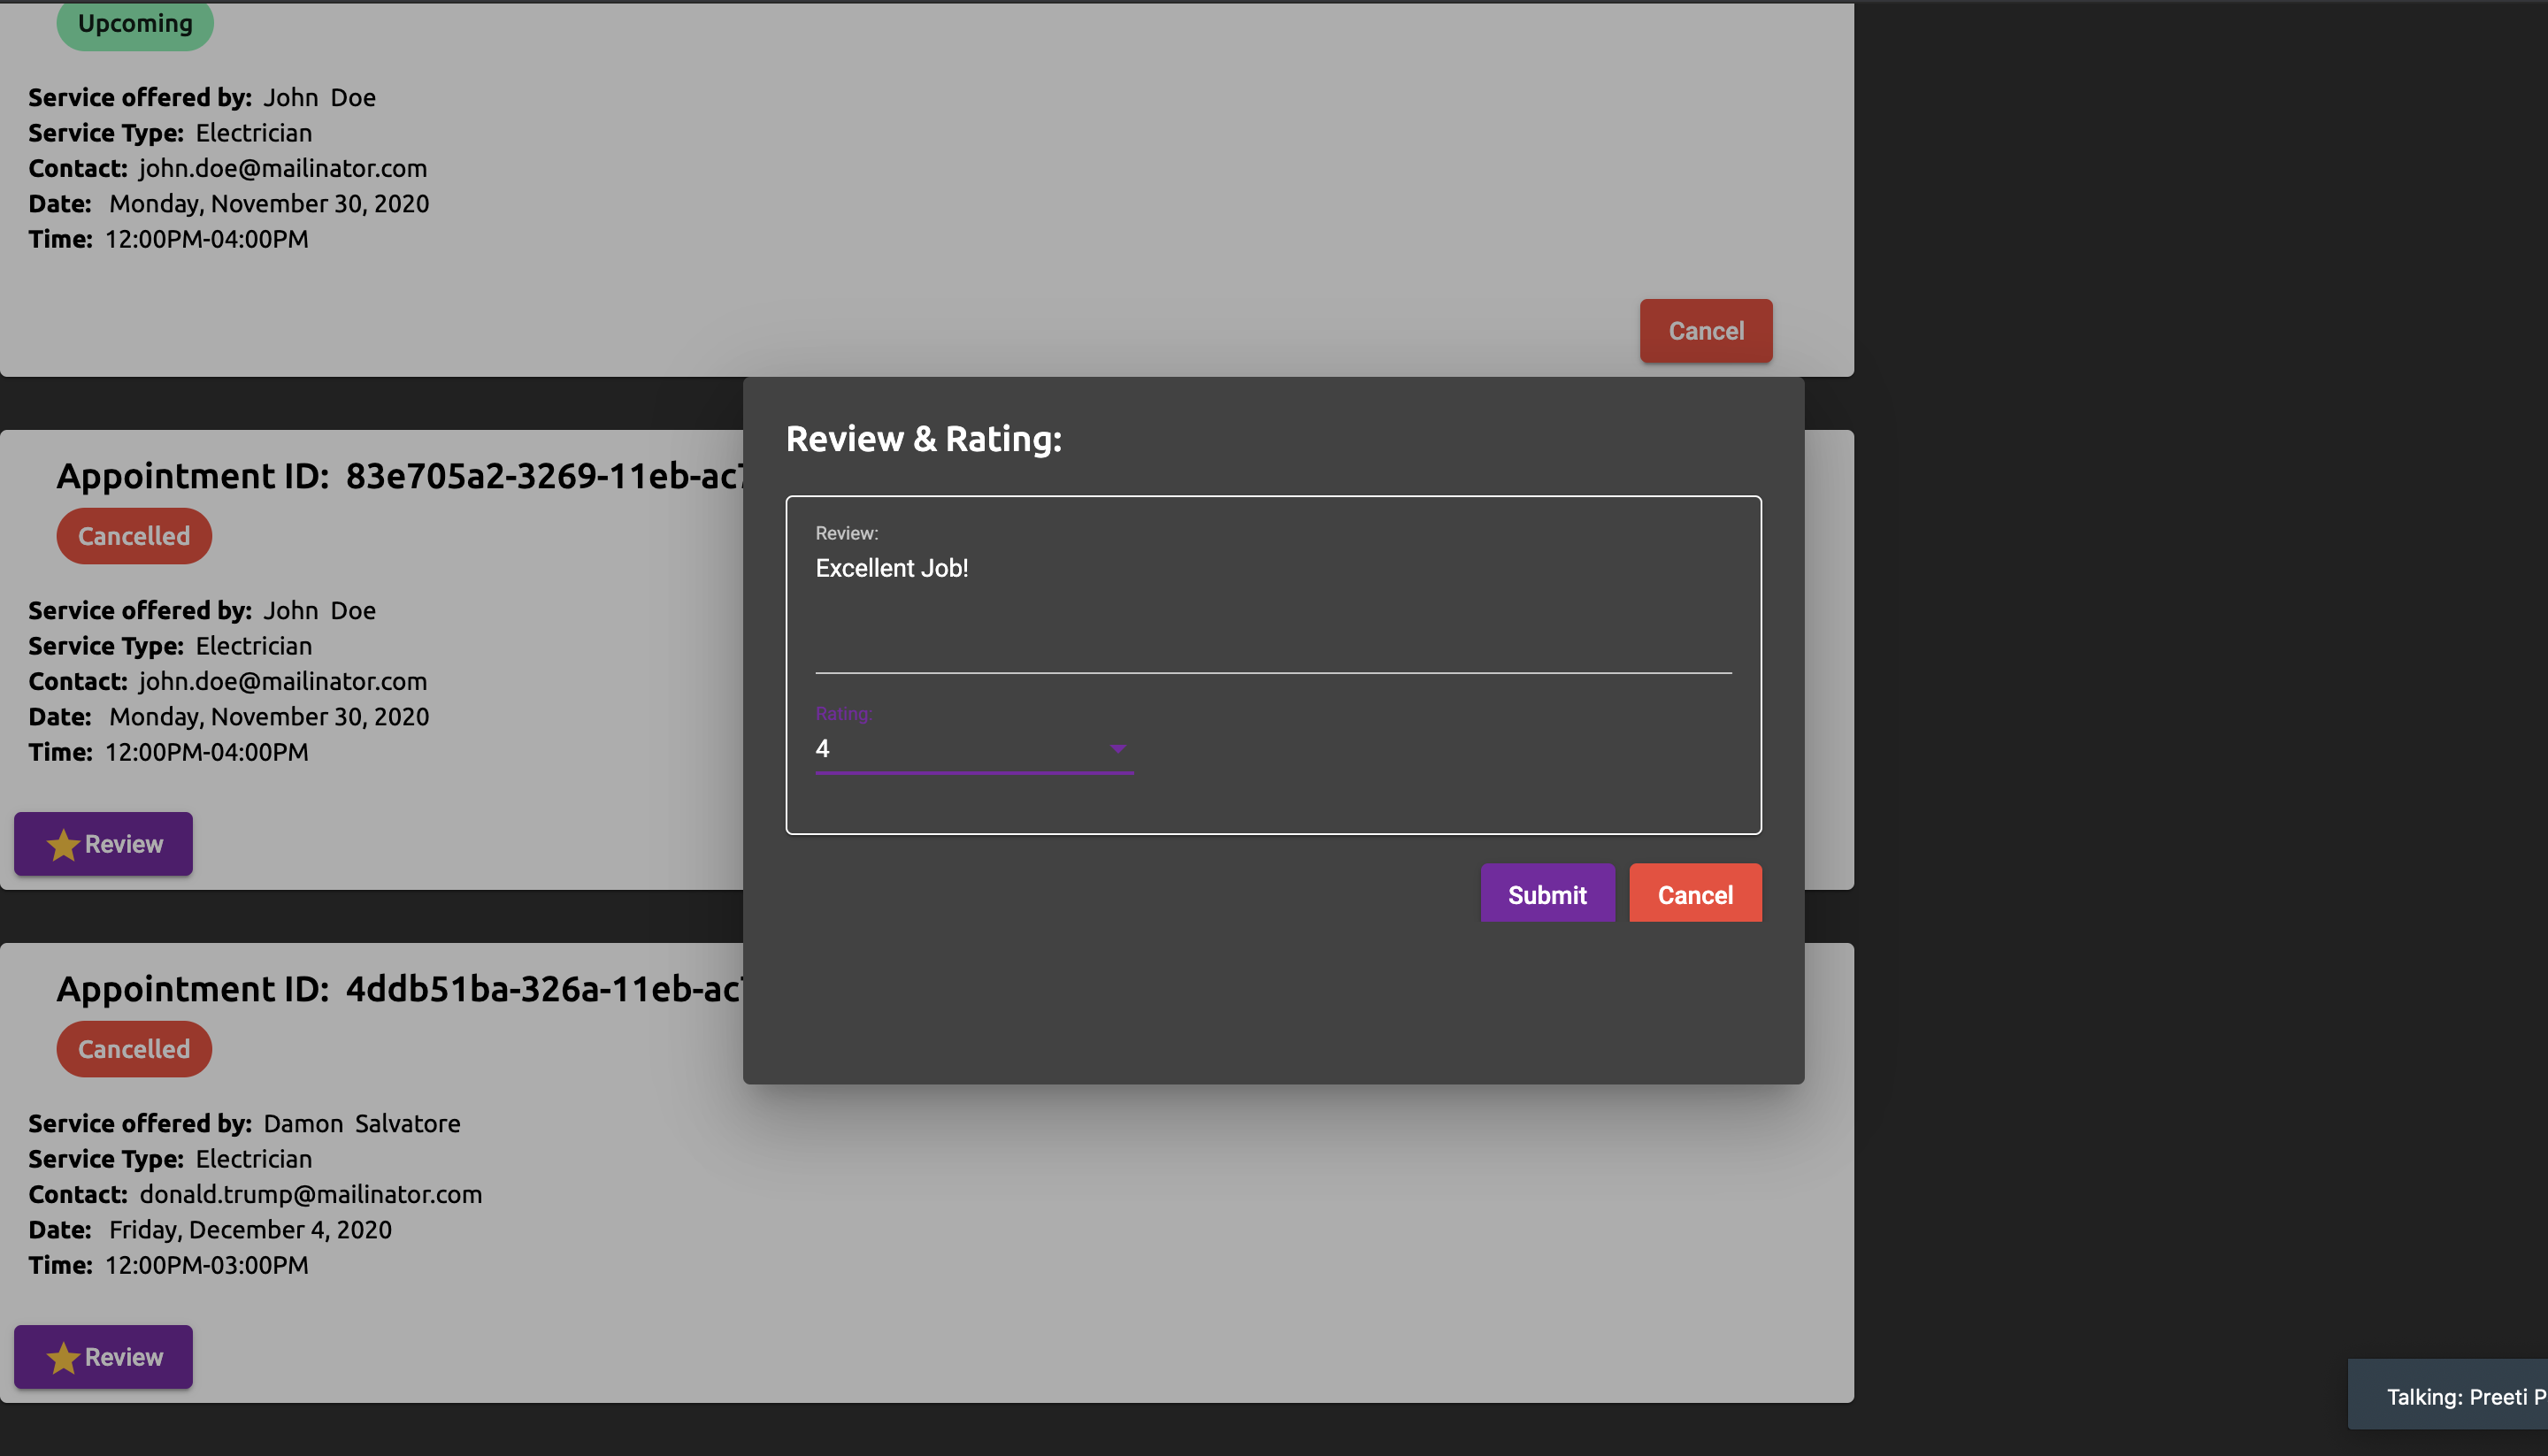 Upcoming
Service offered by: John Doe
Service Type: Electrician
Contact: john.doe@mailinator.com
Date: Monday, November 30, 2020
Time: 12:00PM-04:00PM
Cancel
Appointment ID: 83e705a2-3269-11eb-ac7
Cancelled
Service offered by: John Doe
Service Type: Electrician
Contact: john.doe@mailinator.com
Date: Monday, November 30, 2020
Time: 12:00PM-04:00PM
Review
Review & Rating:
Review:
Excellent Job!
Rating:
4
Submit Cancel
Appointment ID: 4ddb51ba-326a-11eb-ac
Cancelled
Service offered by: Damon Salvatore
Service Type: Electrician
Contact: donald.trump@mailinator.com
Date: Friday, December 4, 2020
Time: 12:00PM-03:00PM
Review
Talking: Preeti P